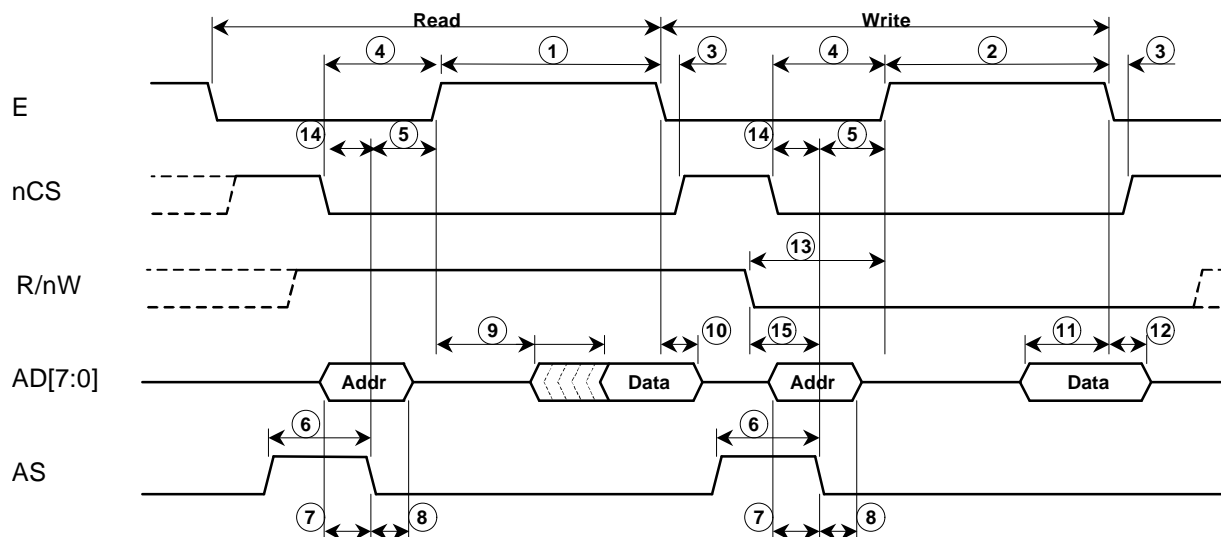 Read Write
④ ① ③ ④ ② ③
E
⑭ ⑤ ⑭ ⑤
nCS
⑬
R/nW
⑨ ⑩ ⑮ ⑪ ⑫
AD[7:0] Addr Data Addr Data
⑥ ⑥
AS
⑦ ⑧ ⑦ ⑧